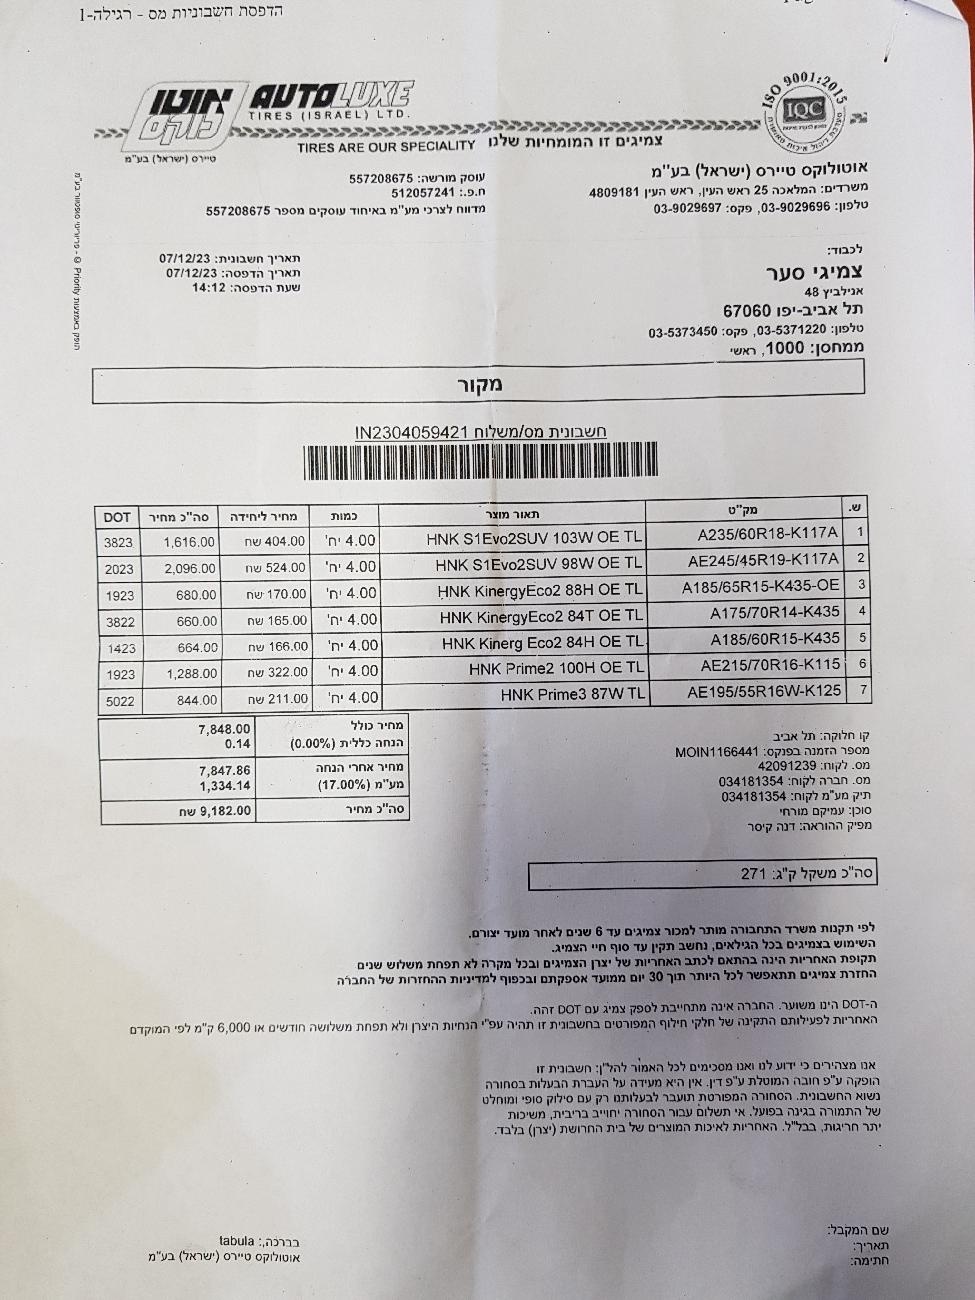 הדפסת חשבוניות מס - רגילה-1
אוטו לוקס AUTOLUXE
TIRES (ISRAEL) LTD.
טיירס (ישראל) בע"מ
צמיגים זו המומחיות שלנו TIRES ARE OUR SPECIALITY
ISO 9001:2015
IQC
אוטולוקס טיירס (ישראל) בע"מ
משרדים: המלאכה 25 ראש העין, ראש העין 4809181
טלפון: 03-9029696, פקס: 03-9029697
עוסק מורשה: 557208675
ח.פ.: 512057241
מדווח לצרכי מע"מ באיחוד עוסקים מספר 557208675
תאריך חשבונית: 07/12/23
תאריך הדפסה: 07/12/23
שעת הדפסה: 14:12
לכבוד:
צמיגי סער
אנילביץ 48
תל אביב-יפו 67060
טלפון: 03-5371220, פקס: 03-5373450
ממחסן: 1000, ראשי
מקור
חשבונית מס/משלוח IN2304059421
ש. מק"ט תאור מוצר כמות מחיר ליחידה סה"כ מחיר DOT
1 A235/60R18-K117A HNK S1Evo2SUV 103W OE TL 4.00 יח' 404.00 שח 1,616.00 3823
2 AE245/45R19-K117A HNK S1Evo2SUV 98W OE TL 4.00 יח' 524.00 שח 2,096.00 2023
3 A185/65R15-K435-OE HNK KinergyEco2 88H OE TL 4.00 יח' 170.00 שח 680.00 1923
4 A175/70R14-K435 HNK KinergyEco2 84T OE TL 4.00 יח' 165.00 שח 660.00 3822
5 A185/60R15-K435 HNK Kinerg Eco2 84H OE TL 4.00 יח' 166.00 שח 664.00 1423
6 AE215/70R16-K115 HNK Prime2 100H OE TL 4.00 יח' 322.00 שח 1,288.00 1923
7 AE195/55R16W-K125 HNK Prime3 87W TL 4.00 יח' 211.00 שח 844.00 5022
מחיר כולל 7,848.00
הנחה כללית (0.00%) 0.14
מחיר אחרי הנחה 7,847.86
מע"מ (17.00%) 1,334.14
סה"כ מחיר 9,182.00 שח
קו חלוקה: תל אביב
מספר הזמנה בפנקס: MOIN1166441
מס. לקוח: 42091239
מס. חברה לקוח: 034181354
תיק מע"מ לקוח: 034181354
סוכן: עמיקם מורחי
מפיק ההוראה: דנה קיסר
סה"כ משקל ק"ג: 271
לפי תקנות משרד התחבורה מותר למכור צמיגים עד 6 שנים לאחר מועד יצורם.
השימוש בצמיגים בכל הגילאים, נחשב תקין עד סוף חיי הצמיג.
תקופת האחריות הינה בהתאם לכתב האחריות של יצרן הצמיגים ובכל מקרה לא תפחת משלוש שנים
החזרת צמיגים תתאפשר לכל היותר תוך 30 יום ממועד אספקתם ובכפוף למדיניות ההחזרות של החברה
ה-DOT הינו משוער. החברה אינה מתחייבת לספק צמיג עם DOT זהה.
האחריות לפעילותם התקינה של חלקי חילוף המפורטים בחשבונית זו תהיה עפ"י הנחיות היצרן ולא תפחת משלושה חודשים או 6,000 ק"מ לפי המוקדם
אנו מצהירים כי ידוע לנו ואנו מסכימים לכל האמור להל"ן: חשבונית זו
הופקה ע"פ חובה המוטלת ע"פ דין. אין היא מעידה על העברת הבעלות בסחורה
נשוא החשבונית. הסחורה המפורטת תועבר לבעלותנו רק עם סילוק סופי ומוחלט
של התמורה בגינה בפועל. אי תשלום עבור הסחורה יחוייב בריבית, משיכות
יתר חריגות, בבל"ל. האחריות לאיכות המוצרים של בית החרושת (יצרן) בלבד.
שם המקבל:
תאריך:
חתימה:
בברכה,: tabula
אוטולוקס טיירס (ישראל) בע"מ